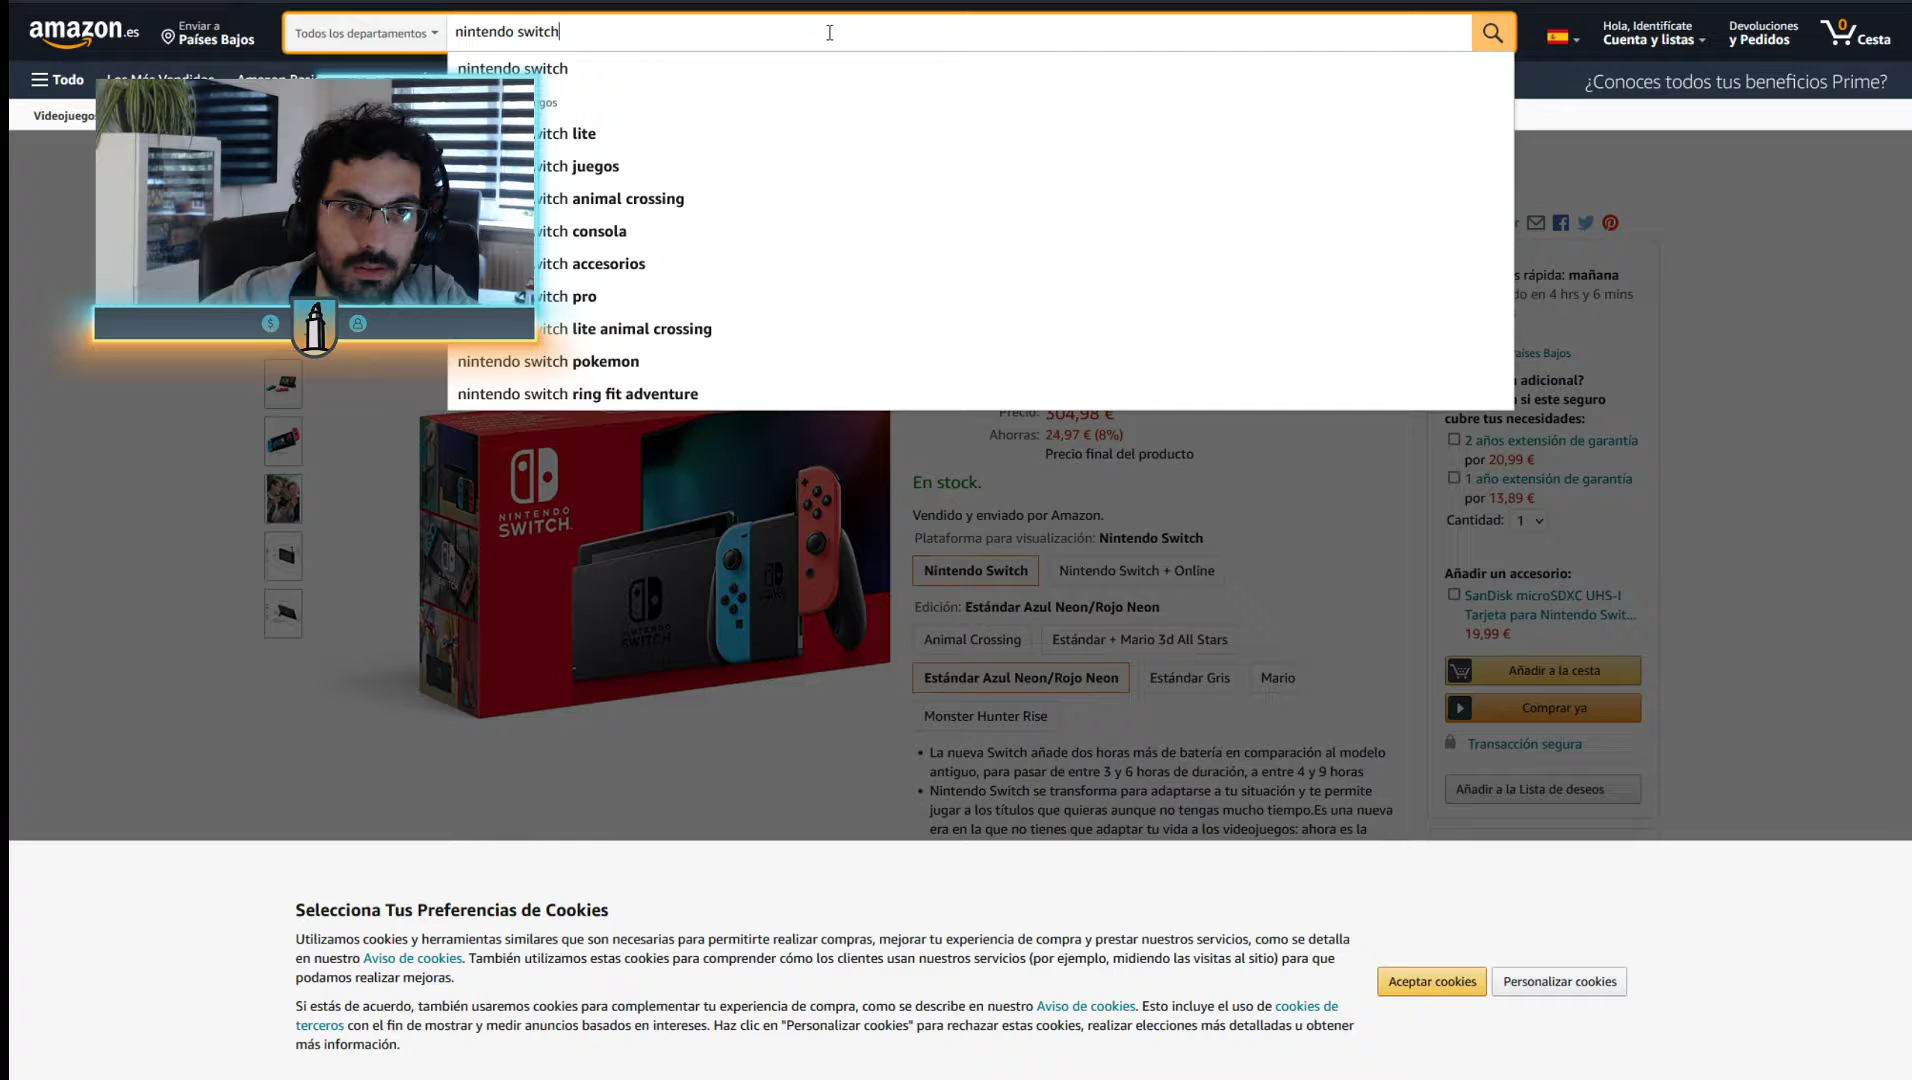 amazon.es
Enviar a
Países Bajos
Todos los departamentos
nintendo switch
0
Hola, Identifícate
Cuenta y listas
Devoluciones
y Pedidos
Cesta
Todo
¿Conoces todos tus beneficios Prime?
nintendo switch
itch lite
itch juegos
itch animal crossing
itch consola
itch accesorios
itch pro
itch lite animal crossing
nintendo switch pokemon
nintendo switch ring fit adventure
s rápida: mañana
do en 4 hrs y 6 mins
aíses Bajos
n adicional?
si este seguro
cubre tus necesidades:
2 años extensión de garantía
por 20,99 €
1 año extensión de garantía
por 13,89 €
Cantidad: 1
Añadir un accesorio:
SanDisk microSDXC UHS-I
Tarjeta para Nintendo Swit...
19,99 €
Añadir a la cesta
Comprar ya
Transacción segura
Añadir a la Lista de deseos
NINTENDO
SWITCH
Precio: 304,98 €
Ahorras: 24,97 € (8%)
Precio final del producto
En stock.
Vendido y enviado por Amazon.
Plataforma para visualización: Nintendo Switch
Nintendo Switch
Nintendo Switch + Online
Edición: Estándar Azul Neon/Rojo Neon
Animal Crossing
Estándar + Mario 3d All Stars
Estándar Azul Neon/Rojo Neon
Estándar Gris
Mario
Monster Hunter Rise
• La nueva Switch añade dos horas más de batería en comparación al modelo
antiguo, para pasar de entre 3 y 6 horas de duración, a entre 4 y 9 horas
• Nintendo Switch se transforma para adaptarse a tu situación y te permite
jugar a los títulos que quieras aunque no tengas mucho tiempo.Es una nueva
era en la que no tienes que adaptar tu vida a los videojuegos: ahora es la
Selecciona Tus Preferencias de Cookies
Utilizamos cookies y herramientas similares que son necesarias para permitirte realizar compras, mejorar tu experiencia de compra y prestar nuestros servicios, como se detalla
en nuestro Aviso de cookies. También utilizamos estas cookies para comprender cómo los clientes usan nuestros servicios (por ejemplo, midiendo las visitas al sitio) para que
podamos realizar mejoras.
Si estás de acuerdo, también usaremos cookies para complementar tu experiencia de compra, como se describe en nuestro Aviso de cookies. Esto incluye el uso de cookies de
terceros con el fin de mostrar y medir anuncios basados en intereses. Haz clic en "Personalizar cookies" para rechazar estas cookies, realizar elecciones más detalladas u obtener
más información.
Aceptar cookies
Personalizar cookies